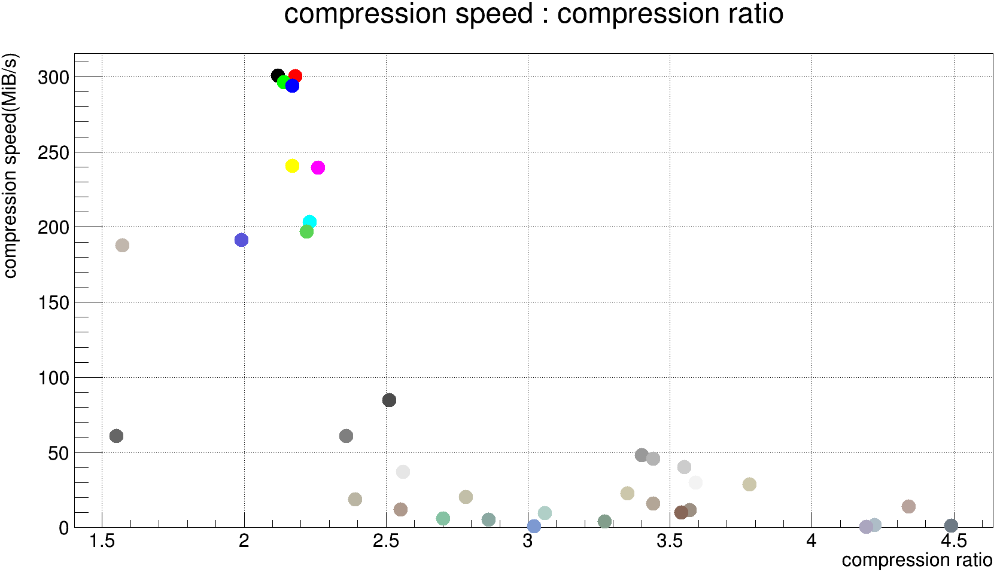 compression speed : compression ratio
compression speed(MiB/s)
300
250
200
150
100
50
0
1.5 2 2.5 3 3.5 4 4.5
compression ratio